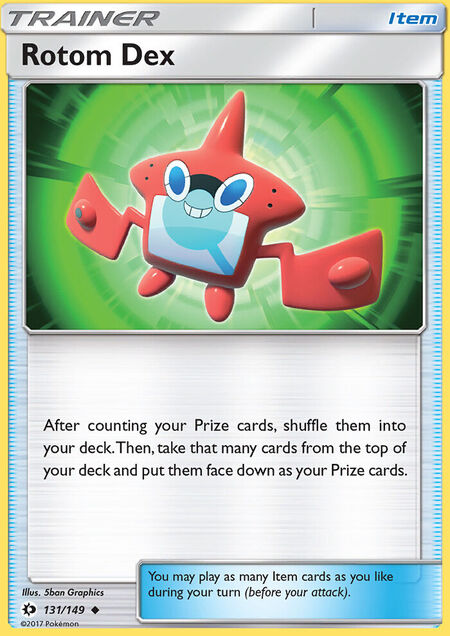 TRAINER Item
Rotom Dex
After counting your Prize cards, shuffle them into
your deck. Then, take that many cards from the top of
your deck and put them face down as your Prize cards.
You may play as many Item cards as you like
during your turn (before your attack).
Illus. 5ban Graphics
131/149
©2017 Pokémon